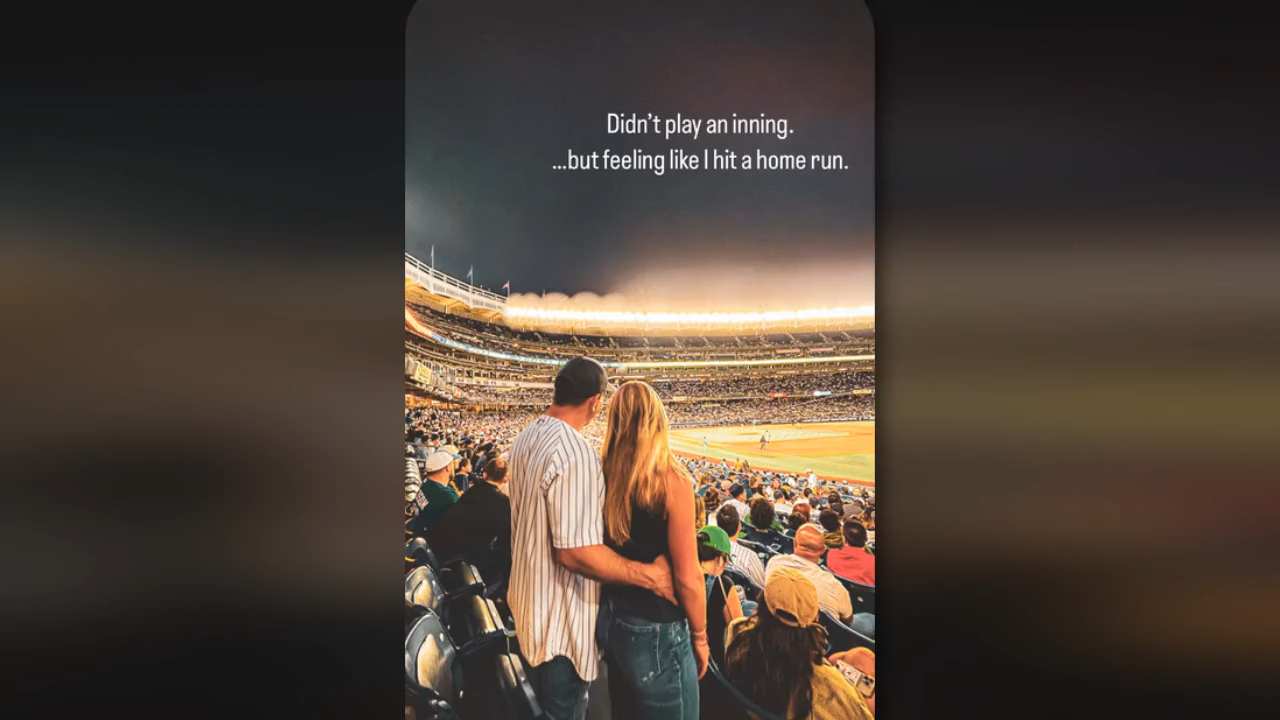 Didn’t play an inning.
...but feeling like I hit a home run.